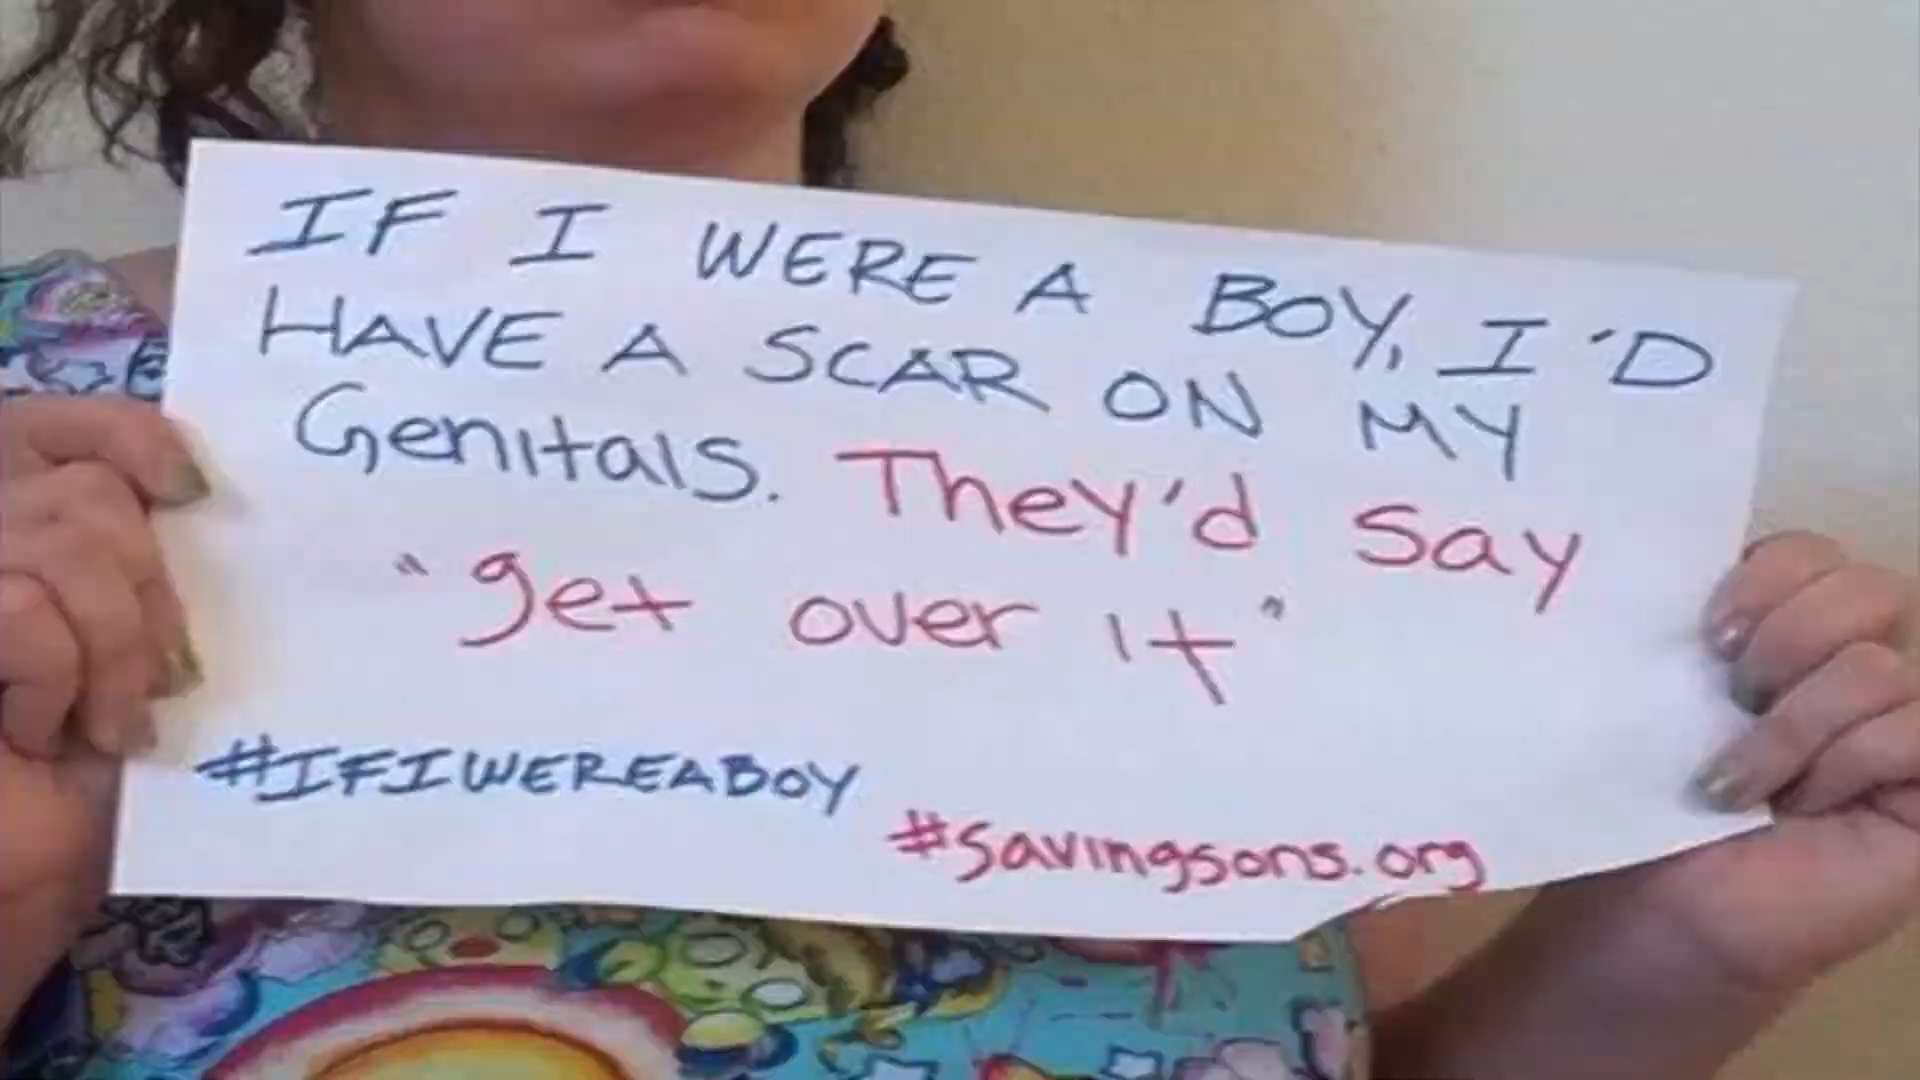 IF I WERE A BOY, I'D
HAVE A SCAR ON MY
Genitals. They'd say
"get over it"
#IFIWEREABOY
#savingsons.org